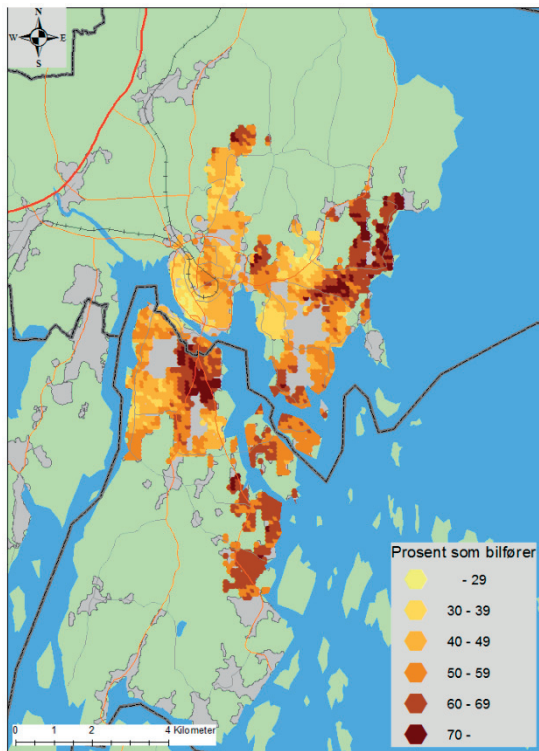 N
W E
S
Prosent som bilfører
- 29
30 - 39
40 - 49
50 - 59
60 - 69
70 -
0 1 2 4 Kilometer